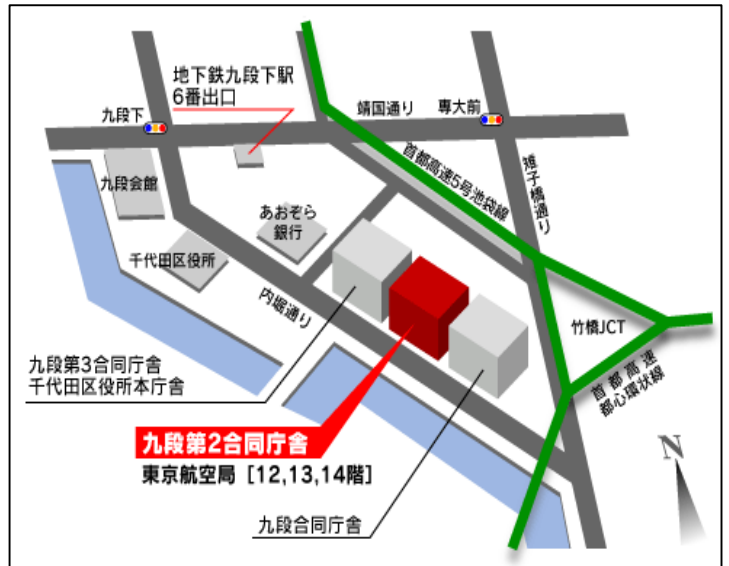 地下鉄九段下駅
6番出口
九段下
靖国通り
専大前
首都高速5号池袋線
雉子橋通り
九段会館
あおぞら
銀行
千代田区役所
内堀通り
竹橋JCT
首都高速
都心環状線
九段第3合同庁舎
千代田区役所本庁舎
九段第2合同庁舎
東京航空局［12,13,14階］
九段合同庁舎
N